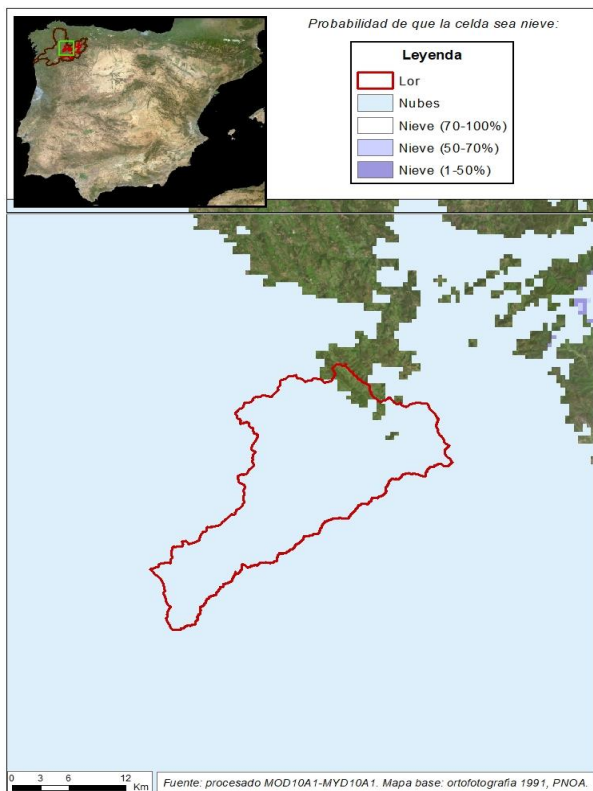 Probabilidad de que la celda sea nieve:
Leyenda
Lor
Nubes
Nieve (70-100%)
Nieve (50-70%)
Nieve (1-50%)
0 3 6 12
Km
Fuente: procesado MOD10A1-MYD10A1. Mapa base: ortofotografia 1991, PNOA.